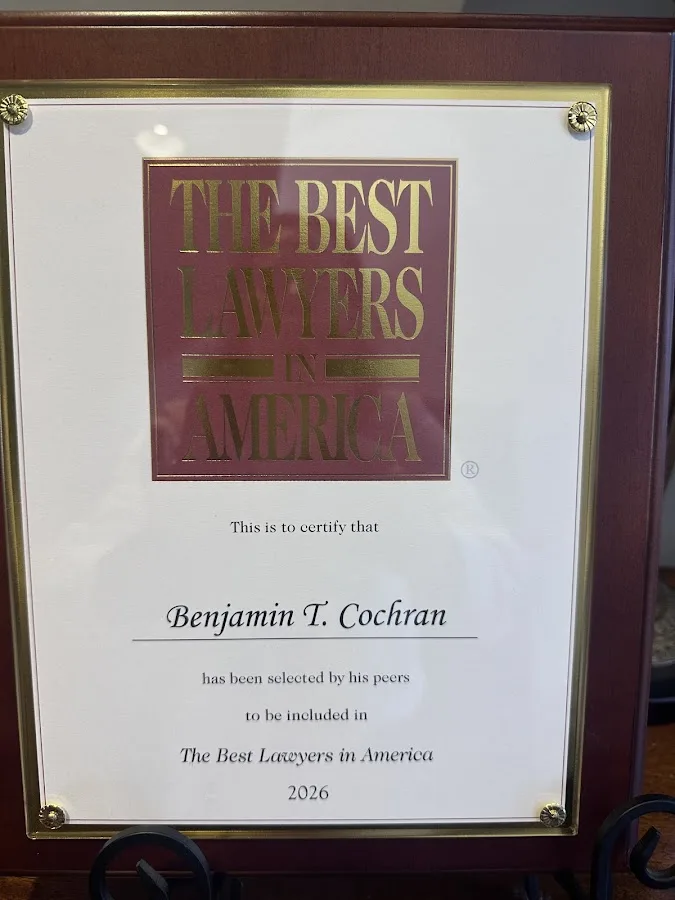 THE BEST
LAWYERS
IN
AMERICA
®
This is to certify that
Benjamin T. Cochran
has been selected by his peers
to be included in
The Best Lawyers in America
2026